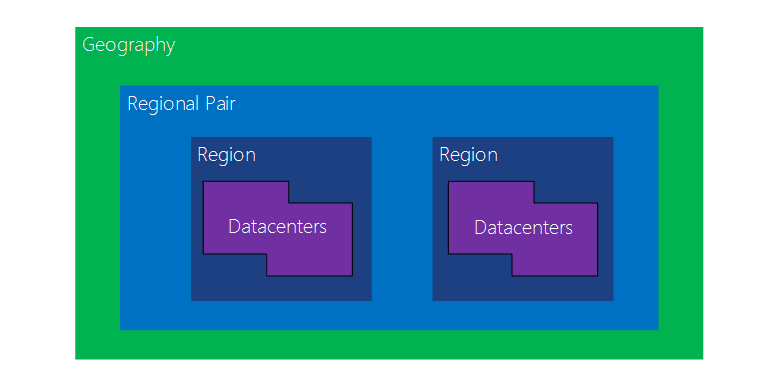 Geography
Regional Pair
Region
Region
Datacenters
Datacenters